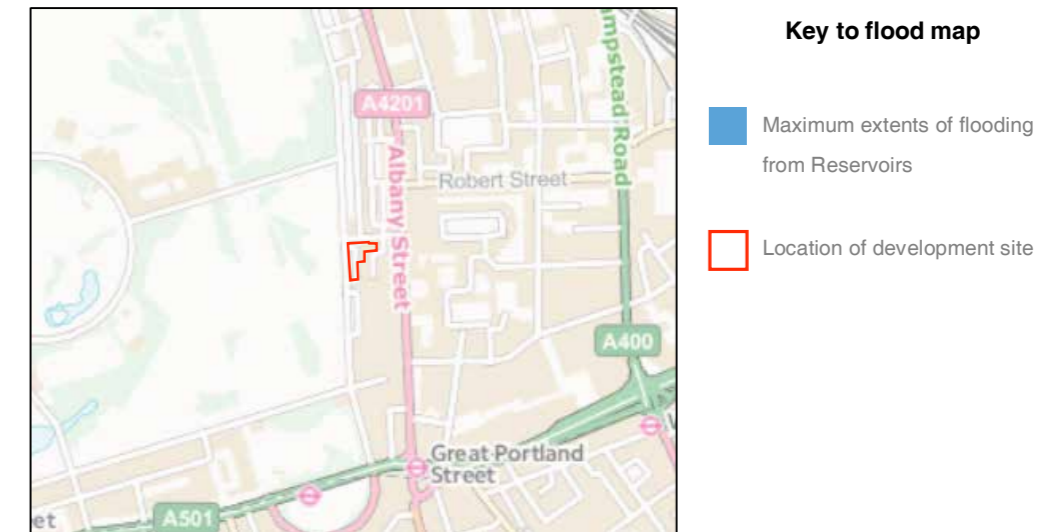 Key to flood map
Maximum extents of flooding
from Reservoirs
Location of development site
A4201
Albany Street
Robert Street
mpstead Road
A400
Great Portland
Street
A501
et